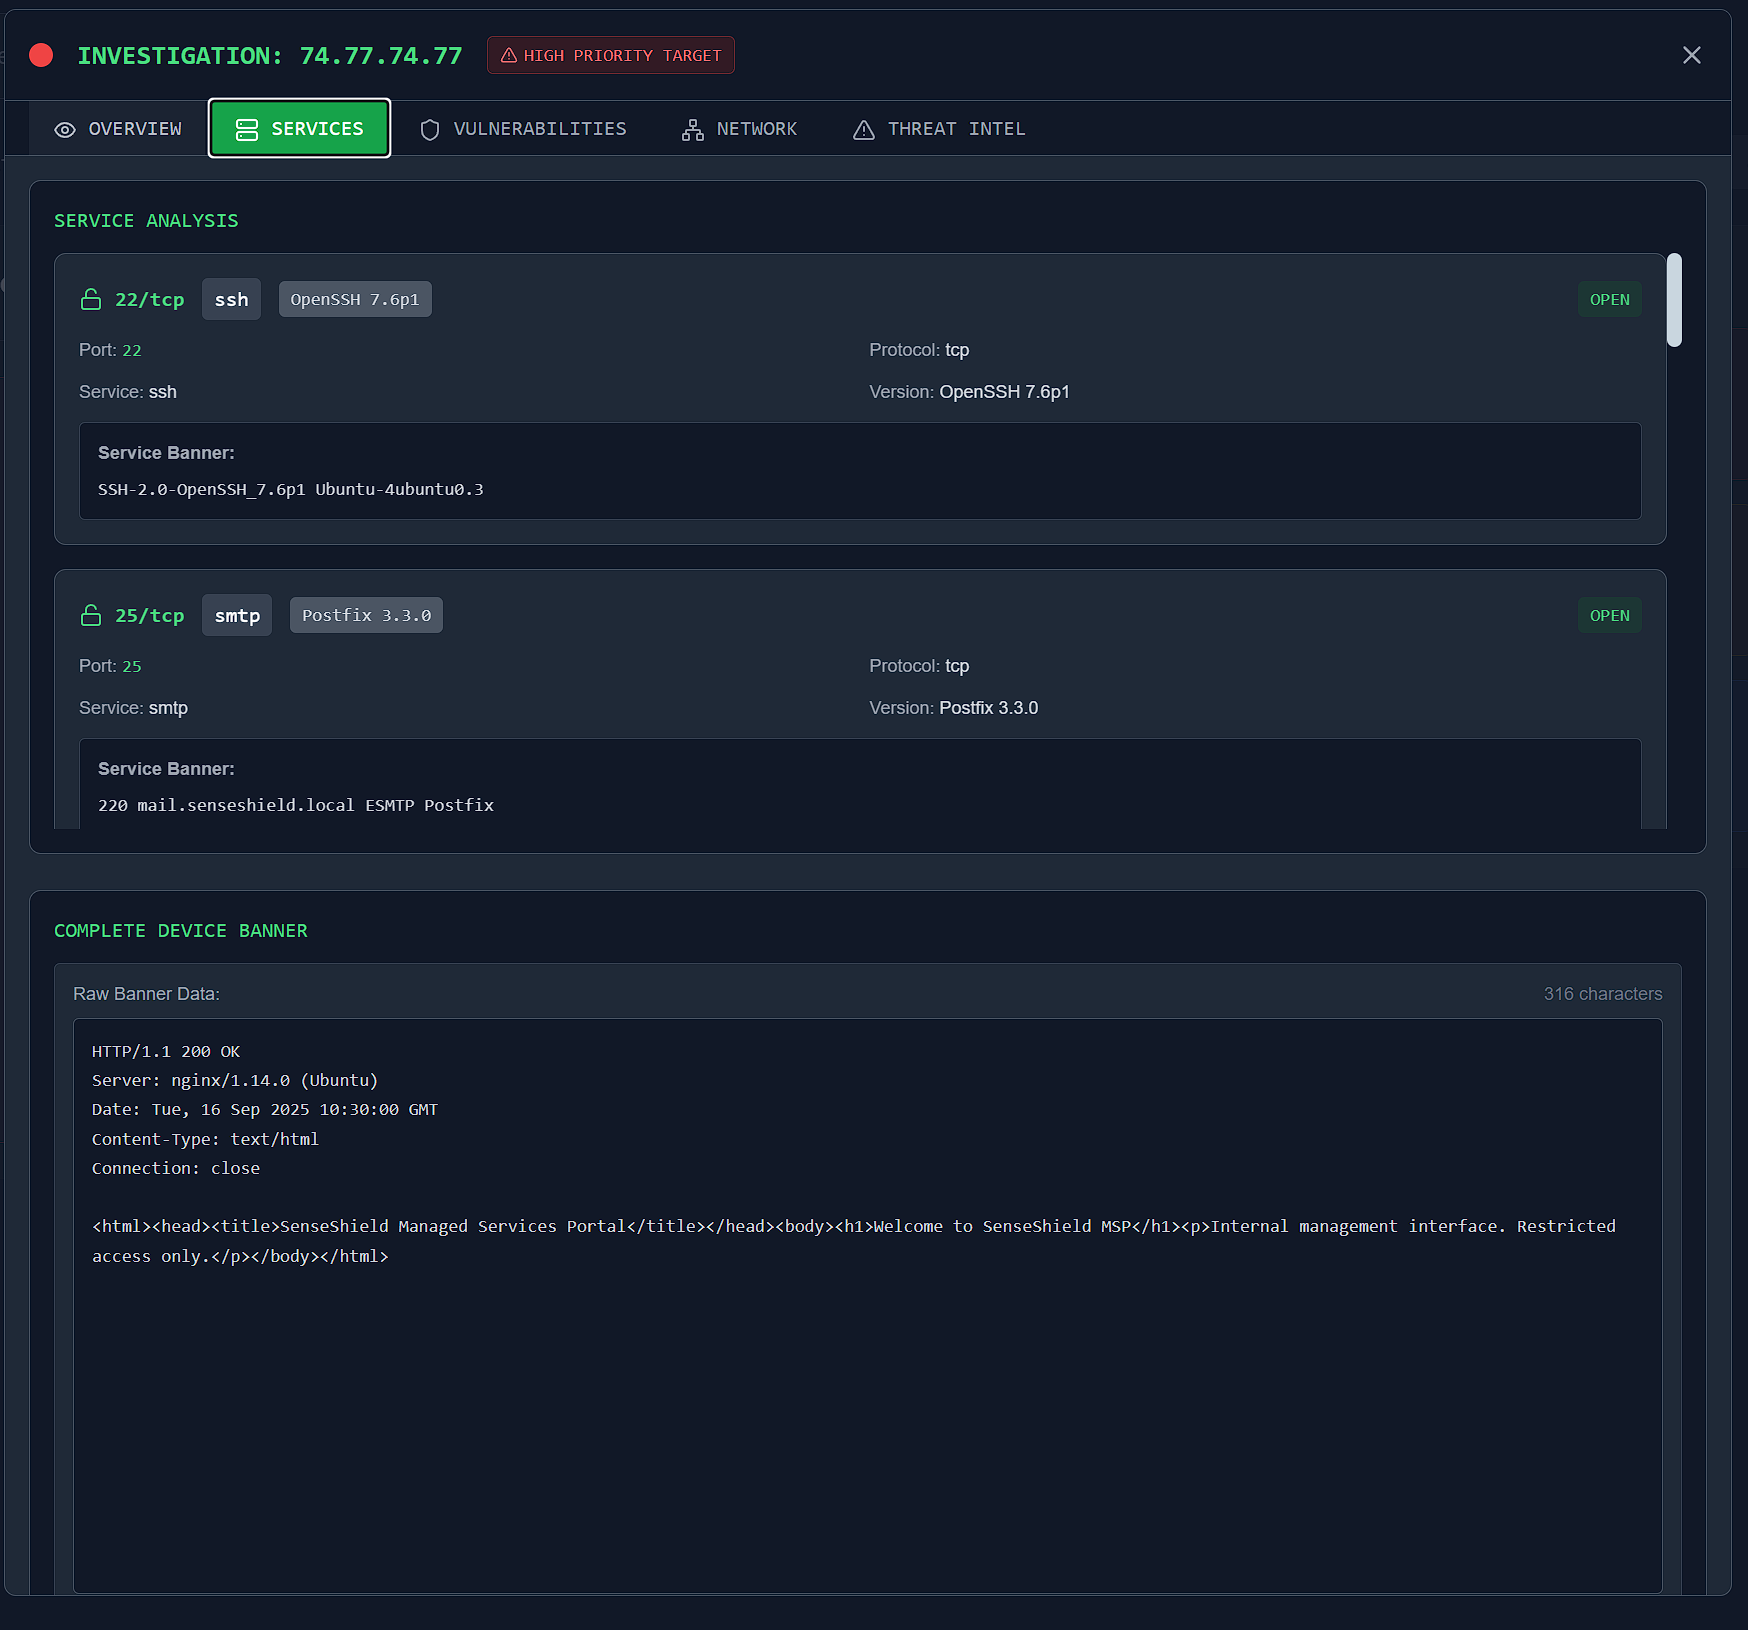 INVESTIGATION: 74.77.74.77
HIGH PRIORITY TARGET
OVERVIEW
SERVICES
VULNERABILITIES
NETWORK
THREAT INTEL
SERVICE ANALYSIS
22/tcp ssh OpenSSH 7.6p1 OPEN
Port: 22 Protocol: tcp
Service: ssh Version: OpenSSH 7.6p1
Service Banner:
SSH-2.0-OpenSSH_7.6p1 Ubuntu-4ubuntu0.3
25/tcp smtp Postfix 3.3.0 OPEN
Port: 25 Protocol: tcp
Service: smtp Version: Postfix 3.3.0
Service Banner:
220 mail.senseshield.local ESMTP Postfix
COMPLETE DEVICE BANNER
Raw Banner Data: 316 characters
HTTP/1.1 200 OK
Server: nginx/1.14.0 (Ubuntu)
Date: Tue, 16 Sep 2025 10:30:00 GMT
Content-Type: text/html
Connection: close
<html><head><title>SenseShield Managed Services Portal</title></head><body><h1>Welcome to SenseShield MSP</h1><p>Internal management interface. Restricted
access only.</p></body></html>